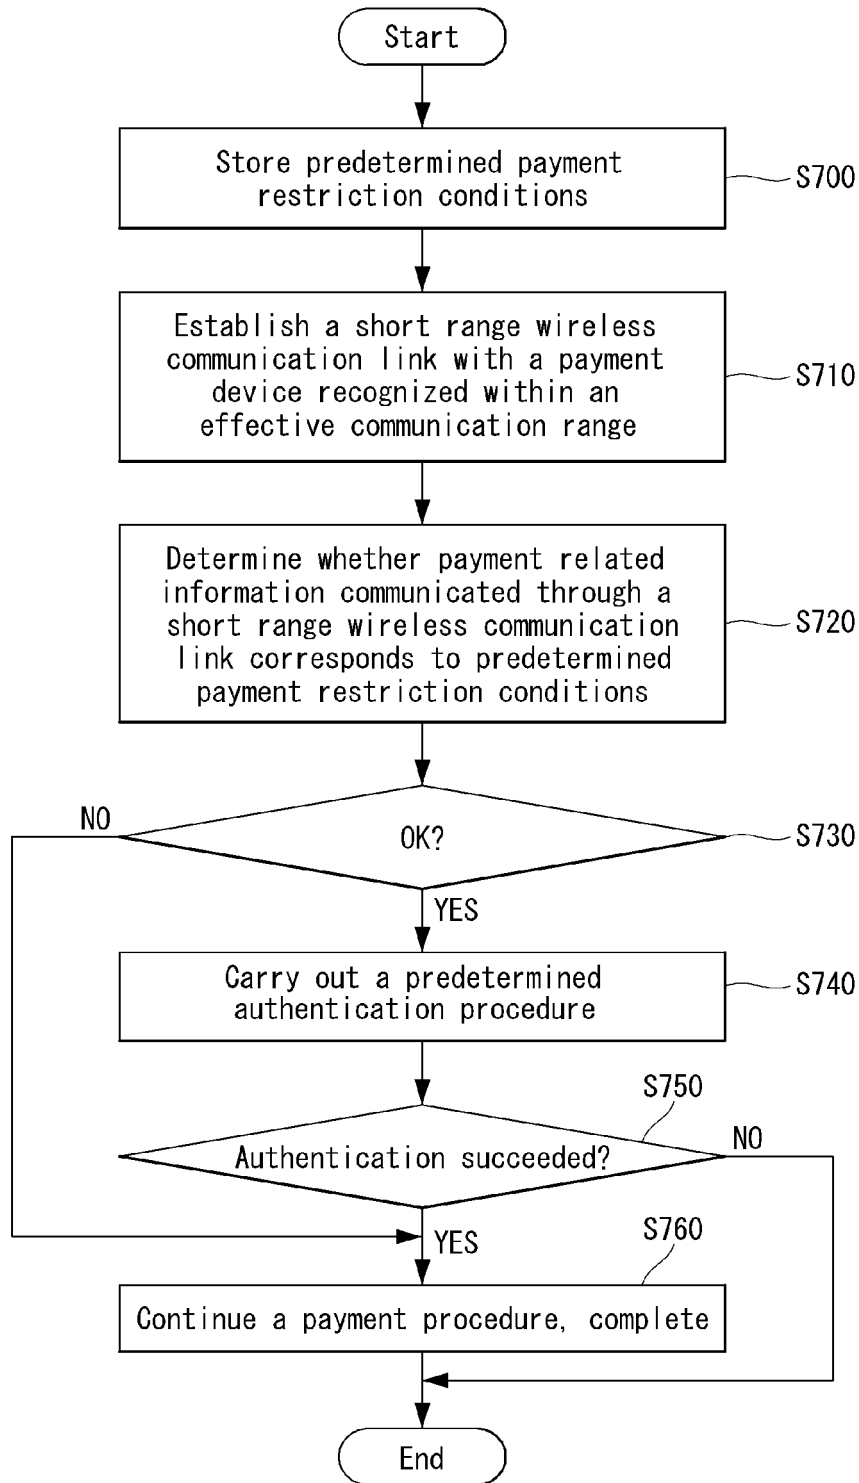 Start
Store predetermined payment
restriction conditions
S700
Establish a short range wireless
communication link with a payment
device recognized within an
effective communication range
S710
Determine whether payment related
information communicated through a
short range wireless communication
link corresponds to predetermined
payment restriction conditions
S720
NO
OK?
S730
YES
Carry out a predetermined
authentication procedure
S740
S750
Authentication succeeded?
NO
YES
S760
Continue a payment procedure, complete
End